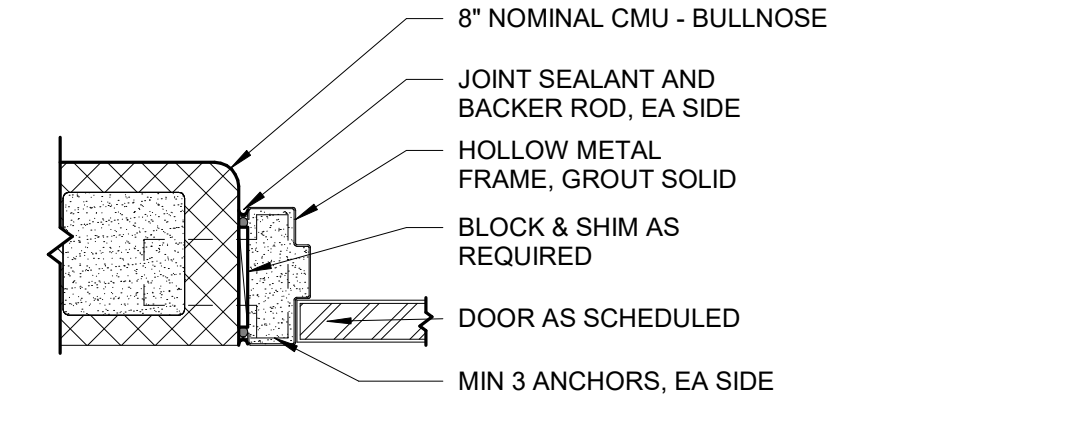 8" NOMINAL CMU - BULLNOSE
JOINT SEALANT AND
BACKER ROD, EA SIDE
HOLLOW METAL
FRAME, GROUT SOLID
BLOCK & SHIM AS
REQUIRED
DOOR AS SCHEDULED
MIN 3 ANCHORS, EA SIDE